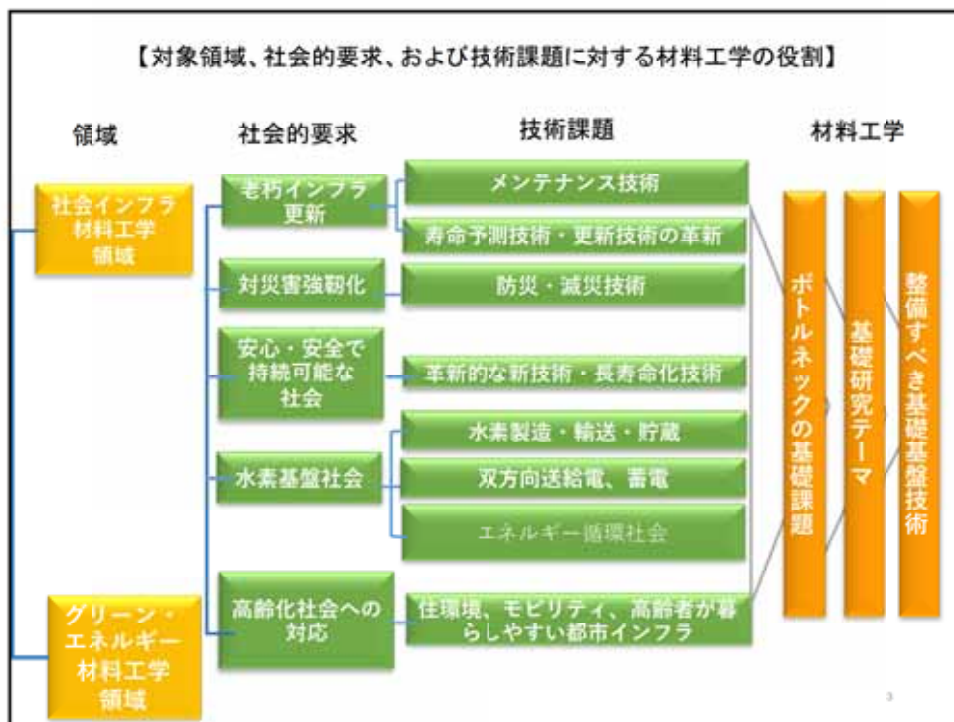 【対象領域、社会的要求、および技術課題に対する材料工学の役割】
領域
社会的要求
技術課題
材料工学
社会インフラ
材料工学
領域
グリーン・
エネルギー
材料工学
領域
老朽インフラ
更新
対災害強靭化
安心・安全で
持続可能な
社会
水素基盤社会
高齢化社会への
対応
メンテナンス技術
寿命予測技術・更新技術の革新
防災・減災技術
革新的な新技術・長寿命化技術
水素製造・輸送・貯蔵
双方向送給電、蓄電
エネルギー循環社会
住環境、モビリティ、高齢者が暮
らしやすい都市インフラ
ボトルネックの基礎課題
基礎研究テーマ
整備すべき基礎基盤技術
3